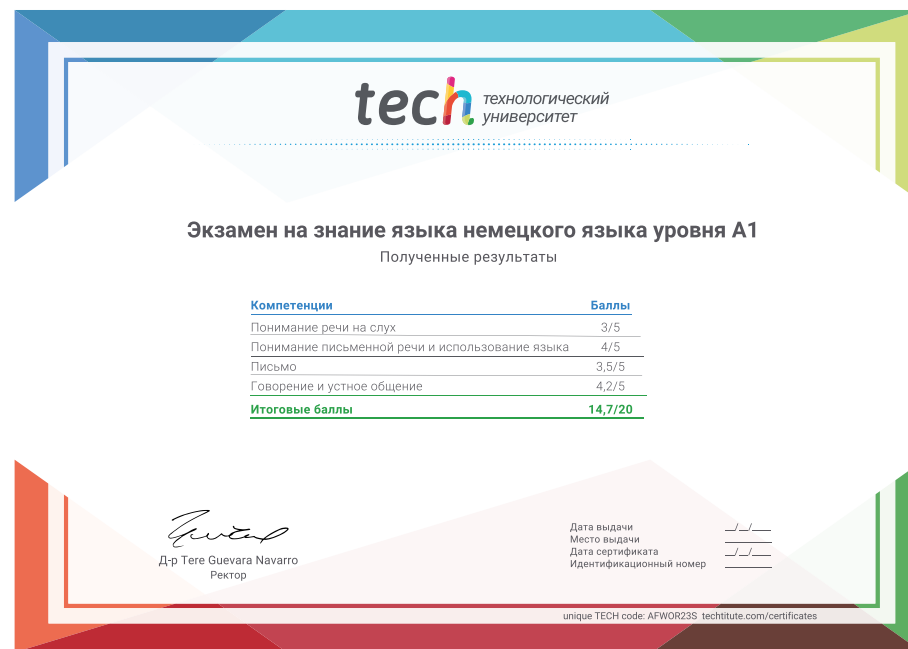 tech технологический
университет
Экзамен на знание языка немецкого языка уровня A1
Полученные результаты
Компетенции Баллы
Понимание речи на слух 3/5
Понимание письменной речи и использование языка 4/5
Письмо 3,5/5
Говорение и устное общение 4,2/5
Итоговые баллы 14,7/20
Д-р Tere Guevara Navarro
Ректор
Дата выдачи __/__/____
Место выдачи ________
Дата сертификата __/__/____
Идентификационный номер ________
unique TECH code: AFWOR23S techtitute.com/certificates